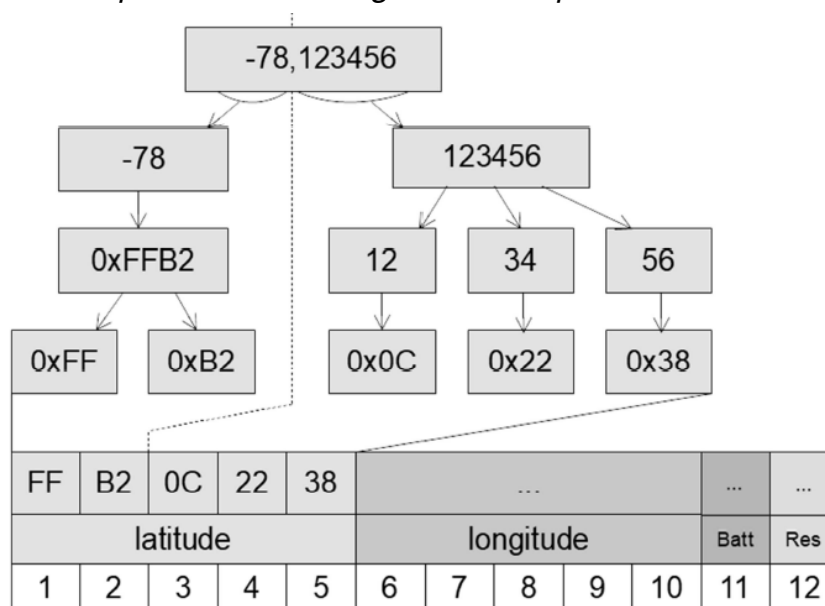 -78,123456
-78 123456
0xFFB2 12 34 56
0xFF 0xB2 0x0C 0x22 0x38
FF B2 0C 22 38 ... ... ...
latitude longitude Batt Res
1 2 3 4 5 6 7 8 9 10 11 12